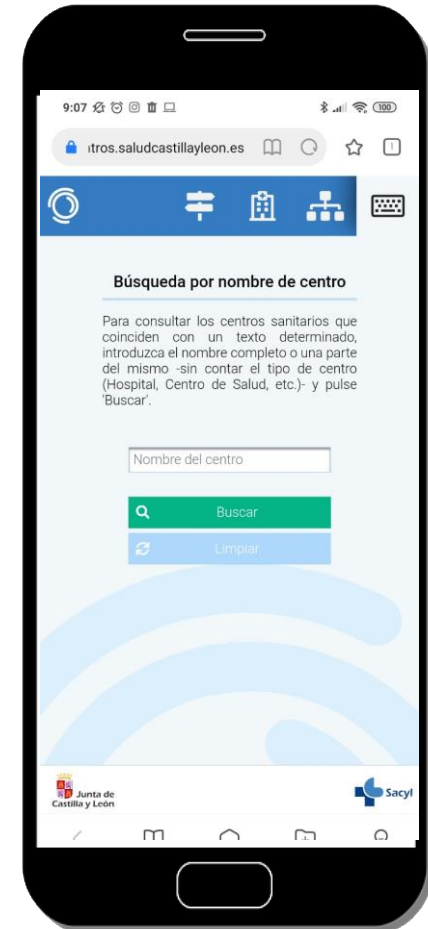 9:07
100
itros.saludcastillayleon.es
Búsqueda por nombre de centro
Para consultar los centros sanitarios que
coinciden con un texto determinado,
introduzca el nombre completo o una parte
del mismo -sin contar el tipo de centro
(Hospital, Centro de Salud, etc.)- y pulse
'Buscar'.
Nombre del centro
Buscar
Limpiar
Junta de
Castilla y León
Sacyl